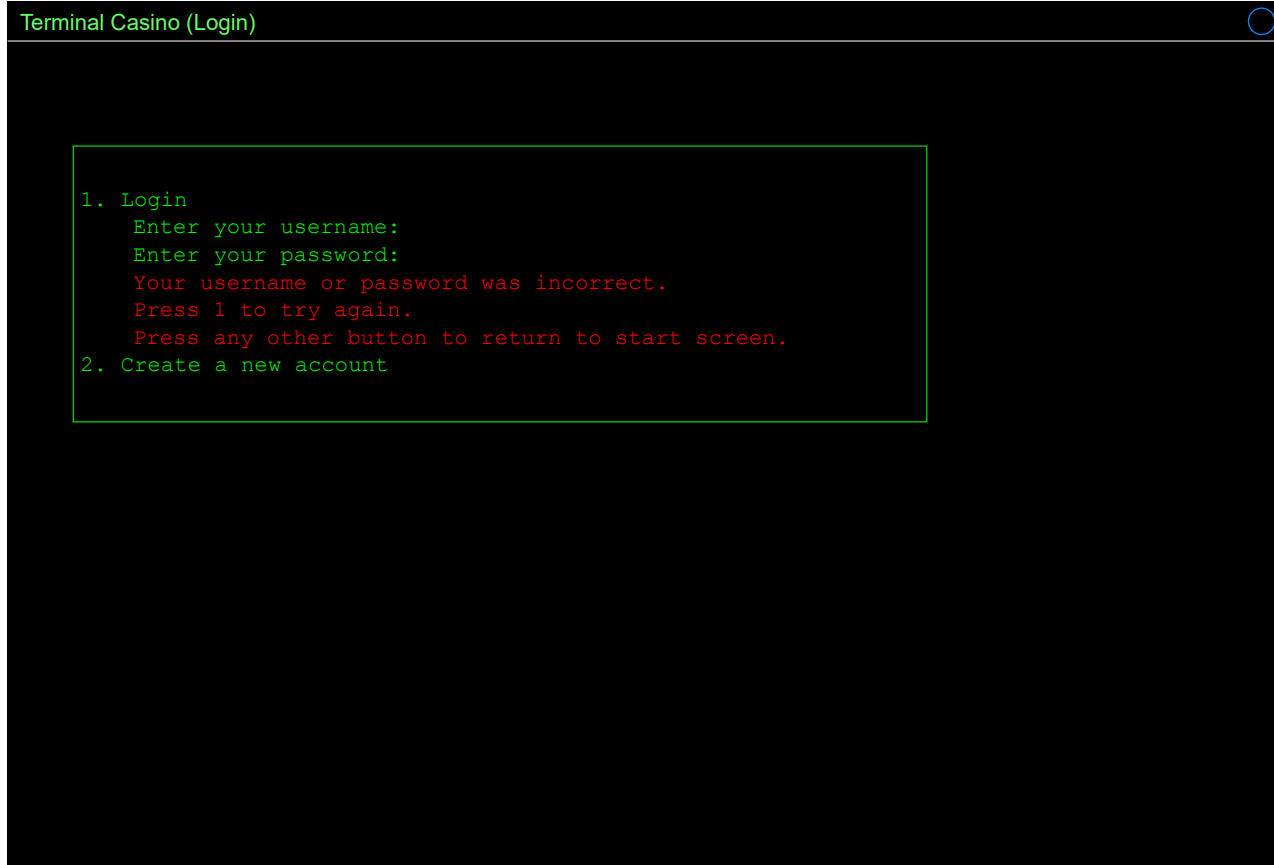 Terminal Casino (Login)
1. Login
Enter your username:
Enter your password:
Your username or password was incorrect.
Press 1 to try again.
Press any other button to return to start screen.
2. Create a new account